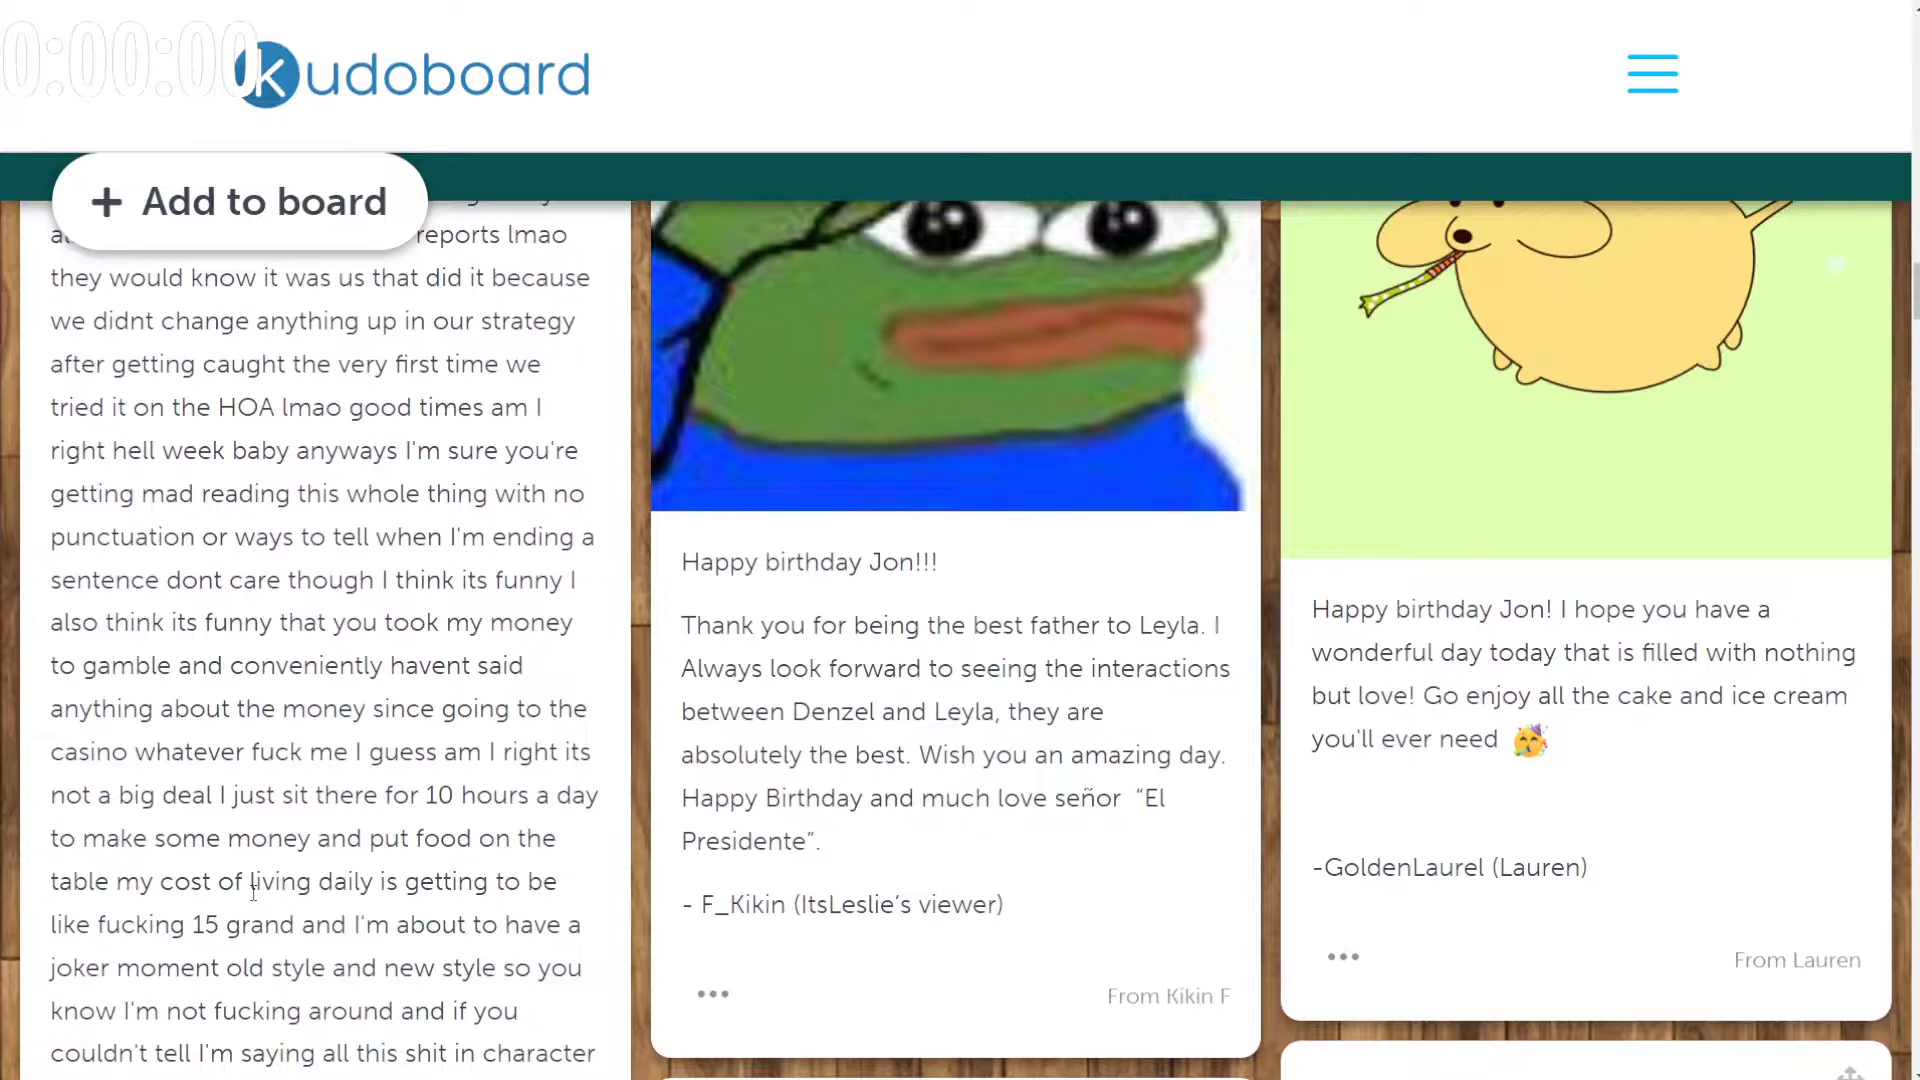 0:00:00
kudoboard
+ Add to board
reports lmao
they would know it was us that did it because
we didnt change anything up in our strategy
after getting caught the very first time we
tried it on the HOA lmao good times am I
right hell week baby anyways I'm sure you're
getting mad reading this whole thing with no
punctuation or ways to tell when I'm ending a
sentence dont care though I think its funny I
also think its funny that you took my money
to gamble and conveniently havent said
anything about the money since going to the
casino whatever fuck me I guess am I right its
not a big deal I just sit there for 10 hours a day
to make some money and put food on the
table my cost of living daily is getting to be
like fucking 15 grand and I'm about to have a
joker moment old style and new style so you
know I'm not fucking around and if you
couldn't tell I'm saying all this shit in character
Happy birthday Jon!!!
Thank you for being the best father to Leyla. I
Always look forward to seeing the interactions
between Denzel and Leyla, they are
absolutely the best. Wish you an amazing day.
Happy Birthday and much love señor “El
Presidente”.
- F_Kikin (ItsLeslie’s viewer)
From Kikin F
Happy birthday Jon! I hope you have a
wonderful day today that is filled with nothing
but love! Go enjoy all the cake and ice cream
you'll ever need 🥳
-GoldenLaurel (Lauren)
From Lauren